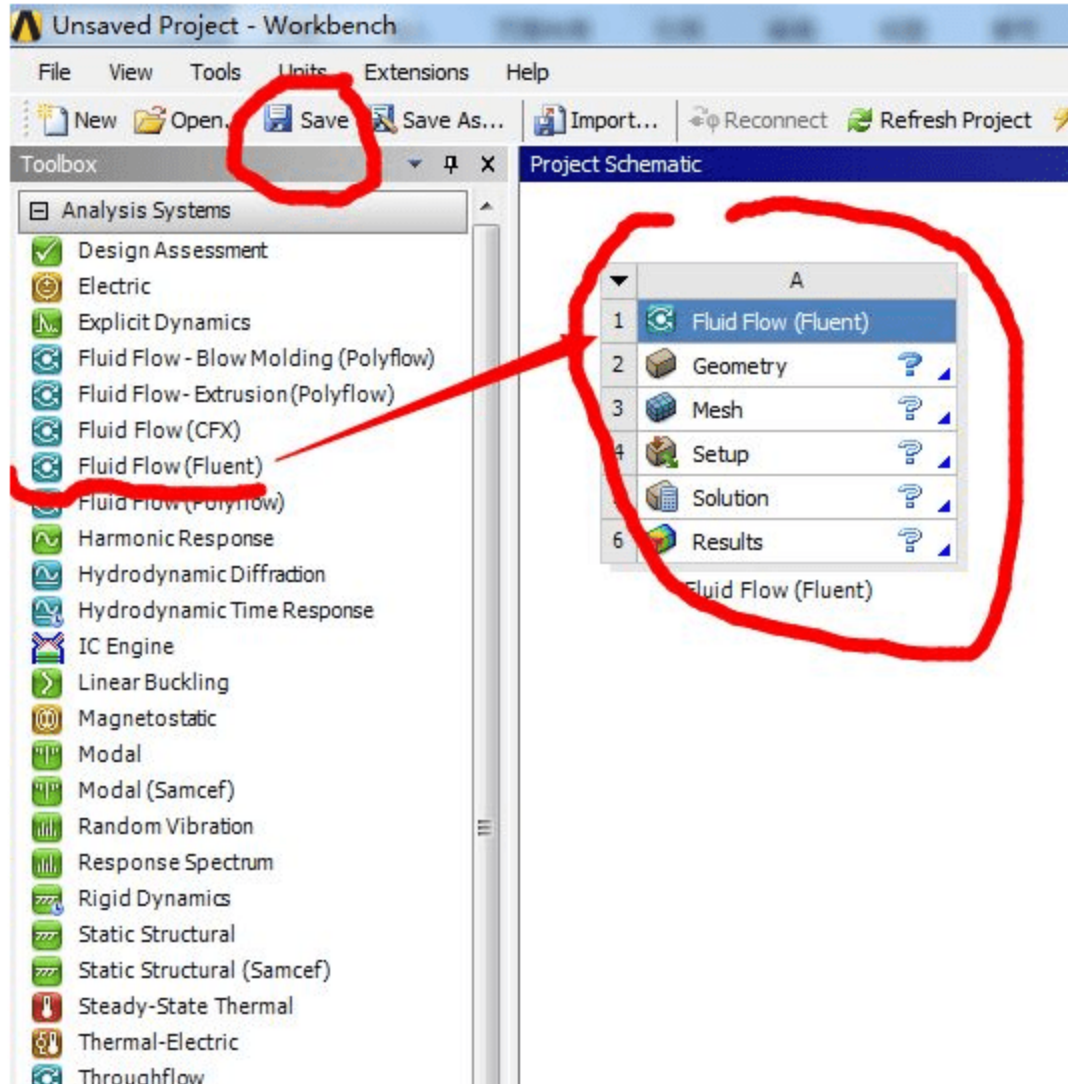 Unsaved Project - Workbench
File View Tools Units Extensions Help
New Open... Save Save As... Import... Reconnect Refresh Project
Toolbox
Project Schematic
Analysis Systems
Design Assessment
Electric
Explicit Dynamics
Fluid Flow - Blow Molding (Polyflow)
Fluid Flow - Extrusion (Polyflow)
Fluid Flow (CFX)
Fluid Flow (Fluent)
Fluid Flow (Polyflow)
Harmonic Response
Hydrodynamic Diffraction
Hydrodynamic Time Response
IC Engine
Linear Buckling
Magnetostatic
Modal
Modal (Samcef)
Random Vibration
Response Spectrum
Rigid Dynamics
Static Structural
Static Structural (Samcef)
Steady-State Thermal
Thermal-Electric
Throughflow
A
1 Fluid Flow (Fluent)
2 Geometry ?
3 Mesh ?
4 Setup ?
Solution ?
6 Results ?
Fluid Flow (Fluent)